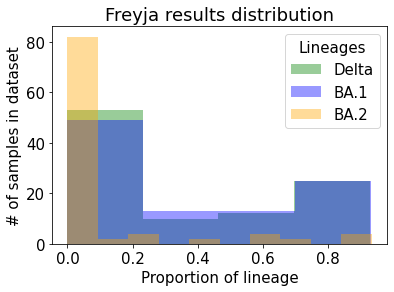 Freyja results distribution
# of samples in dataset
80
60
40
20
0
Lineages
Delta
BA.1
BA.2
0.0 0.2 0.4 0.6 0.8
Proportion of lineage